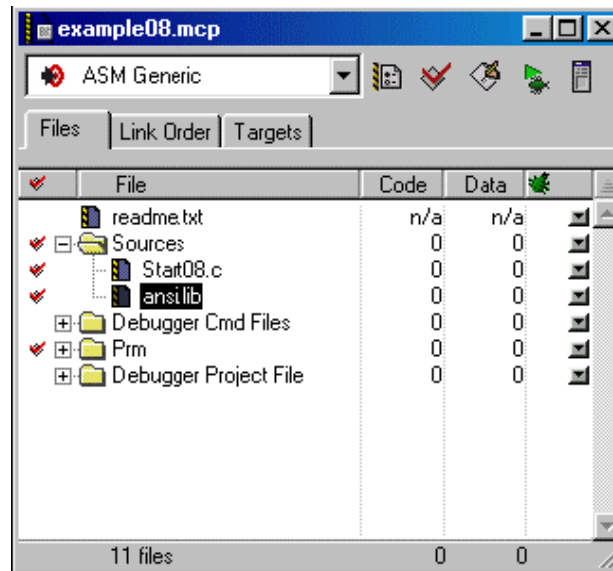 example08.mcp
ASM Generic
Files Link Order Targets
File Code Data
readme.txt n/a n/a
Sources 0 0
Start08.c 0 0
ansi.lib 0 0
Debugger Cmd Files 0 0
Prm 0 0
Debugger Project File 0 0
11 files 0 0